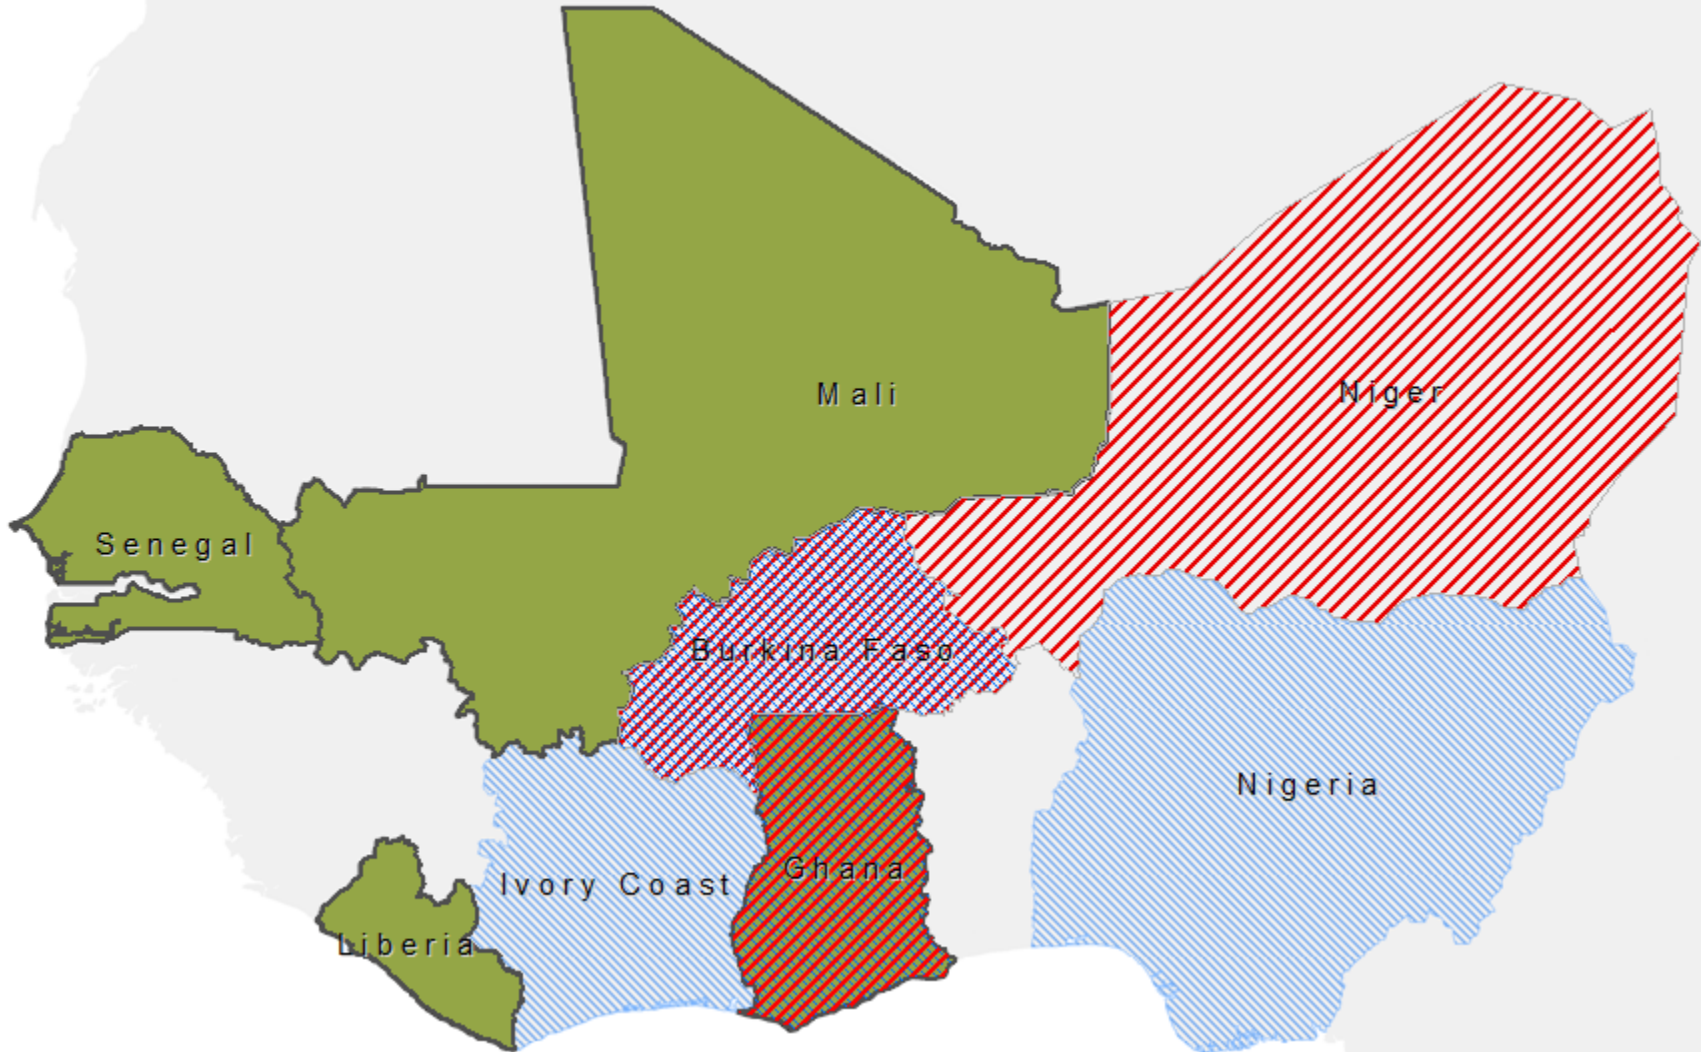 Mali
Niger
Senegal
Burkina Faso
Nigeria
Ghana
Ivory Coast
Liberia